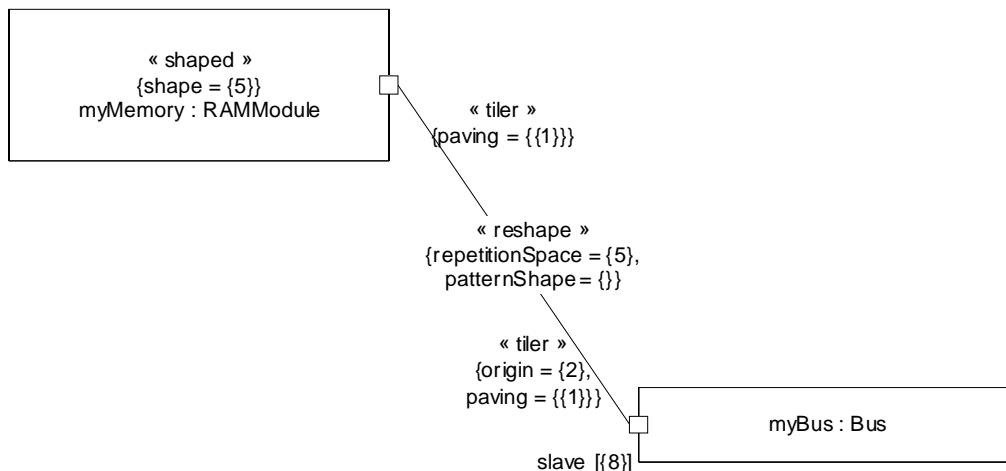 « shaped »
{shape = {5}}
myMemory : RAMModule
« tiler »
{paving = {{1}}}
« reshape »
{repetitionSpace = {5},
patternShape = {}}
« tiler »
{origin = {2},
paving = {{1}}}
myBus : Bus
slave [{8}]